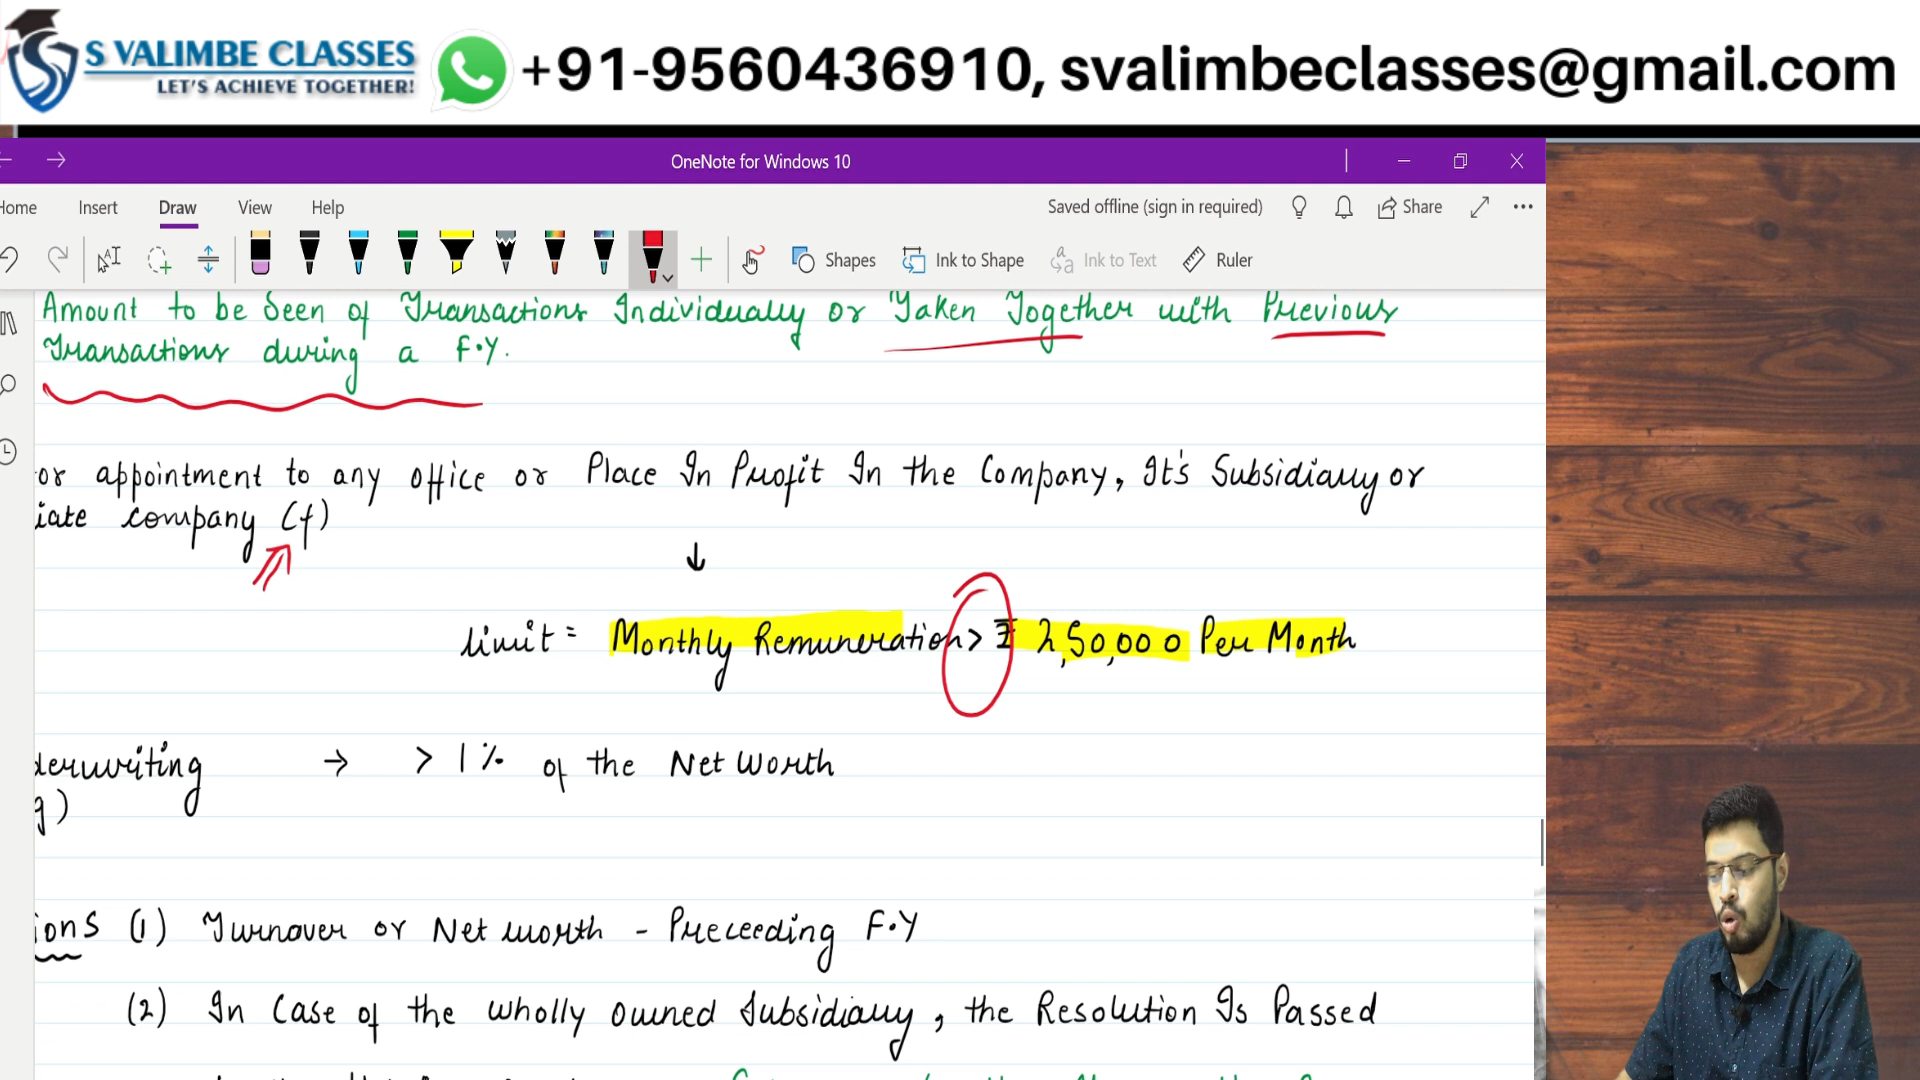 S VALIMBE CLASSES
LET'S ACHIEVE TOGETHER!
+91-9560436910, svalimbeclasses@gmail.com
OneNote for Windows 10
Home Insert Draw View Help
Saved offline (sign in required) Share
Shapes Ink to Shape Ink to Text Ruler
Amount to be Seen of Transactions Individually or Taken Together with Previous
Transactions during a F.Y.
or appointment to any office or Place In Profit In the Company, It's Subsidiary or
iate company (f)
↓
limit = Monthly Remuneration > ₹ 2,50,000 Per Month
derwriting → > 1% of the Net Worth
g)
ions (1) Turnover or Net worth - Preceeding F.Y
(2) In Case of the wholly owned Subsidiary, the Resolution Is Passed